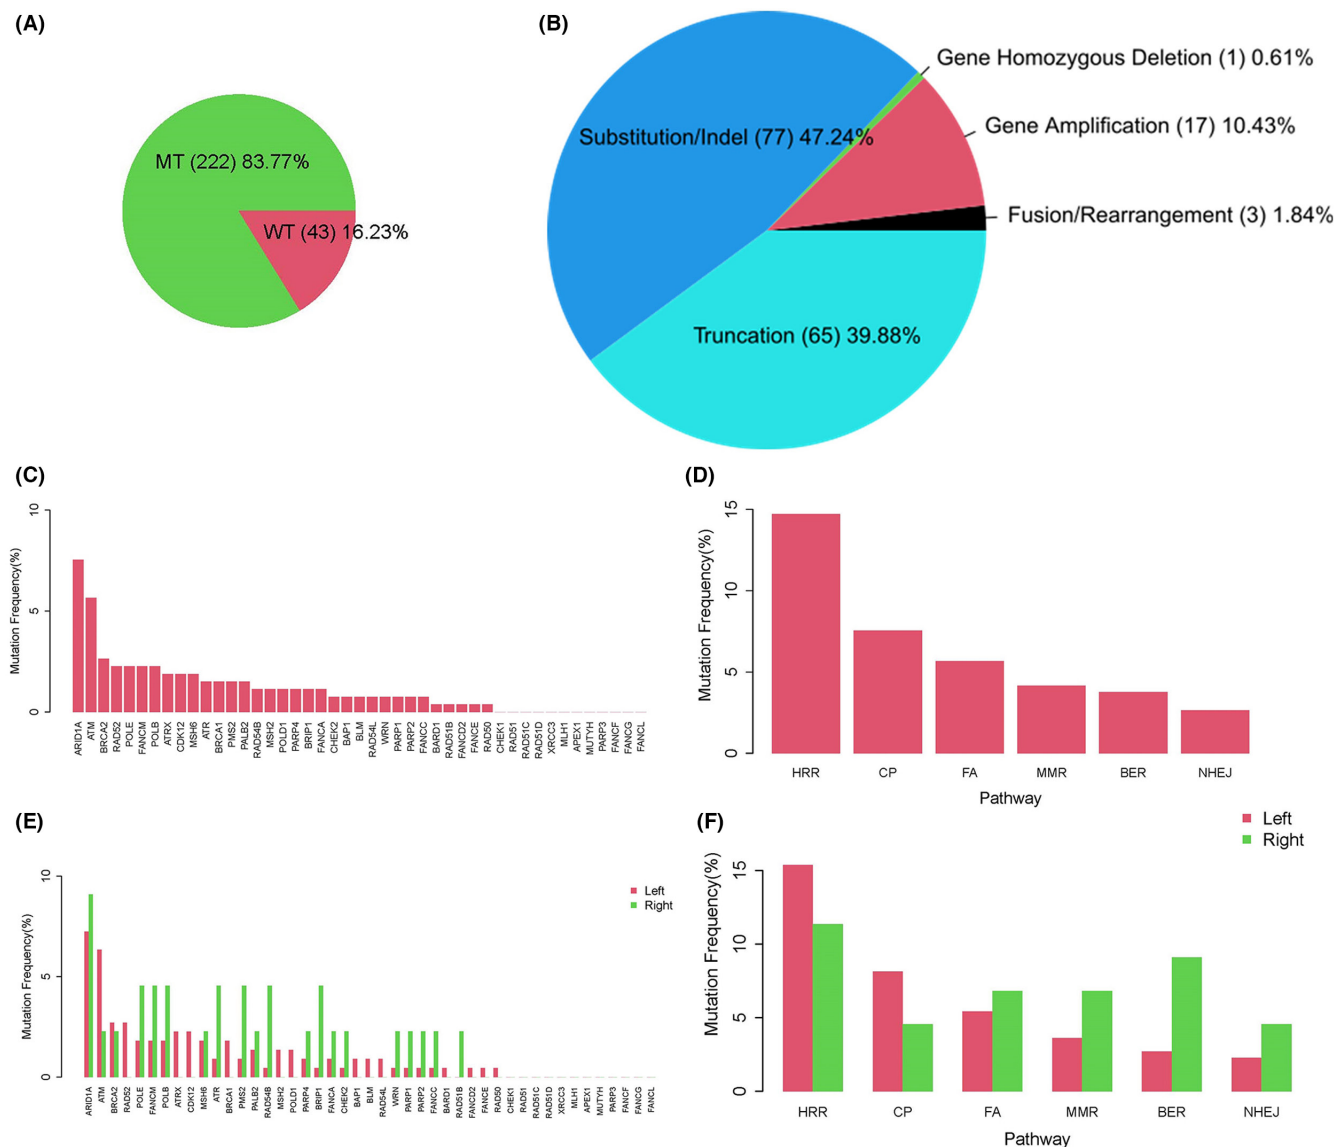 (A)
MT (222) 83.77%
WT (43) 16.23%
(B)
Gene Homozygous Deletion (1) 0.61%
Gene Amplification (17) 10.43%
Fusion/Rearrangement (3) 1.84%
Substitution/Indel (77) 47.24%
Truncation (65) 39.88%
(C)
Mutation Frequency(%)
10
5
0
ARID1A
ATM
BRCA2
RAD52
POLE
FANCM
POLB
ATRX
CDK12
MSH6
ATR
BRCA1
PMS2
PALB2
RAD54B
MSH2
POLD1
PARP4
BRIP1
FANCA
CHEK2
BAP1
BLM
RAD54L
WRN
PARP1
PARP2
FANCC
BARD1
RAD51B
FANCD2
FANCE
RAD50
CHEK1
RAD51
RAD51C
RAD51D
XRCC3
MLH1
APEX1
MUTYH
PARP3
FANCF
FANCG
FANCL
(D)
Mutation Frequency(%)
15
10
5
0
HRR
CP
FA
MMR
BER
NHEJ
Pathway
(E)
Mutation Frequency(%)
10
5
0
Left
Right
ARID1A
ATM
BRCA2
RAD52
POLE
FANCM
POLB
ATRX
CDK12
MSH6
ATR
BRCA1
PMS2
PALB2
RAD54B
MSH2
POLD1
PARP4
BRIP1
FANCA
CHEK2
BAP1
BLM
RAD54L
WRN
PARP1
PARP2
FANCC
BARD1
RAD51B
FANCD2
FANCE
RAD50
CHEK1
RAD51
RAD51C
RAD51D
XRCC3
MLH1
APEX1
MUTYH
PARP3
FANCF
FANCG
FANCL
(F)
Left
Right
Mutation Frequency(%)
15
10
5
0
HRR
CP
FA
MMR
BER
NHEJ
Pathway